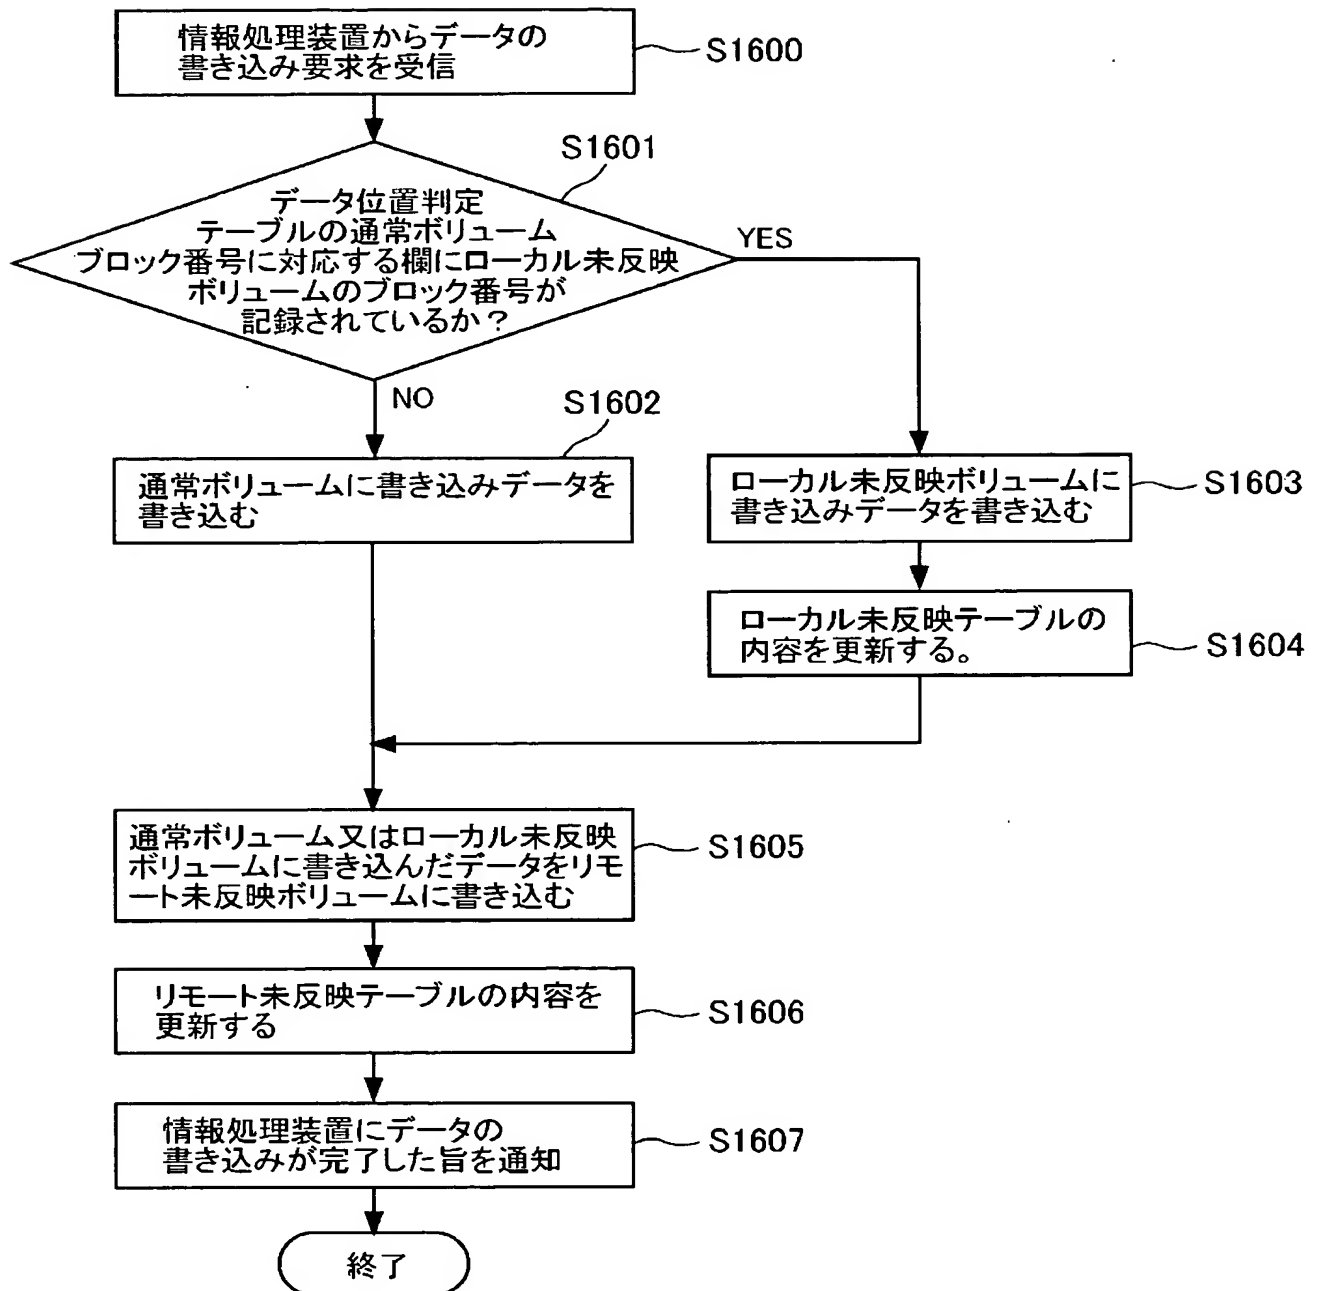 情報処理装置からデータの
書き込み要求を受信
S1600
S1601
データ位置判定
テーブルの通常ボリューム
ブロック番号に対応する欄にローカル未反映
ボリュームのブロック番号が
記録されているか？
YES
NO
S1602
通常ボリュームに書き込みデータを
書き込む
ローカル未反映ボリュームに
書き込みデータを書き込む
S1603
ローカル未反映テーブルの
内容を更新する。
S1604
通常ボリューム又はローカル未反映
ボリュームに書き込んだデータをリモ
ート未反映ボリュームに書き込む
S1605
リモート未反映テーブルの内容を
更新する
S1606
情報処理装置にデータの
書き込みが完了した旨を通知
S1607
終了